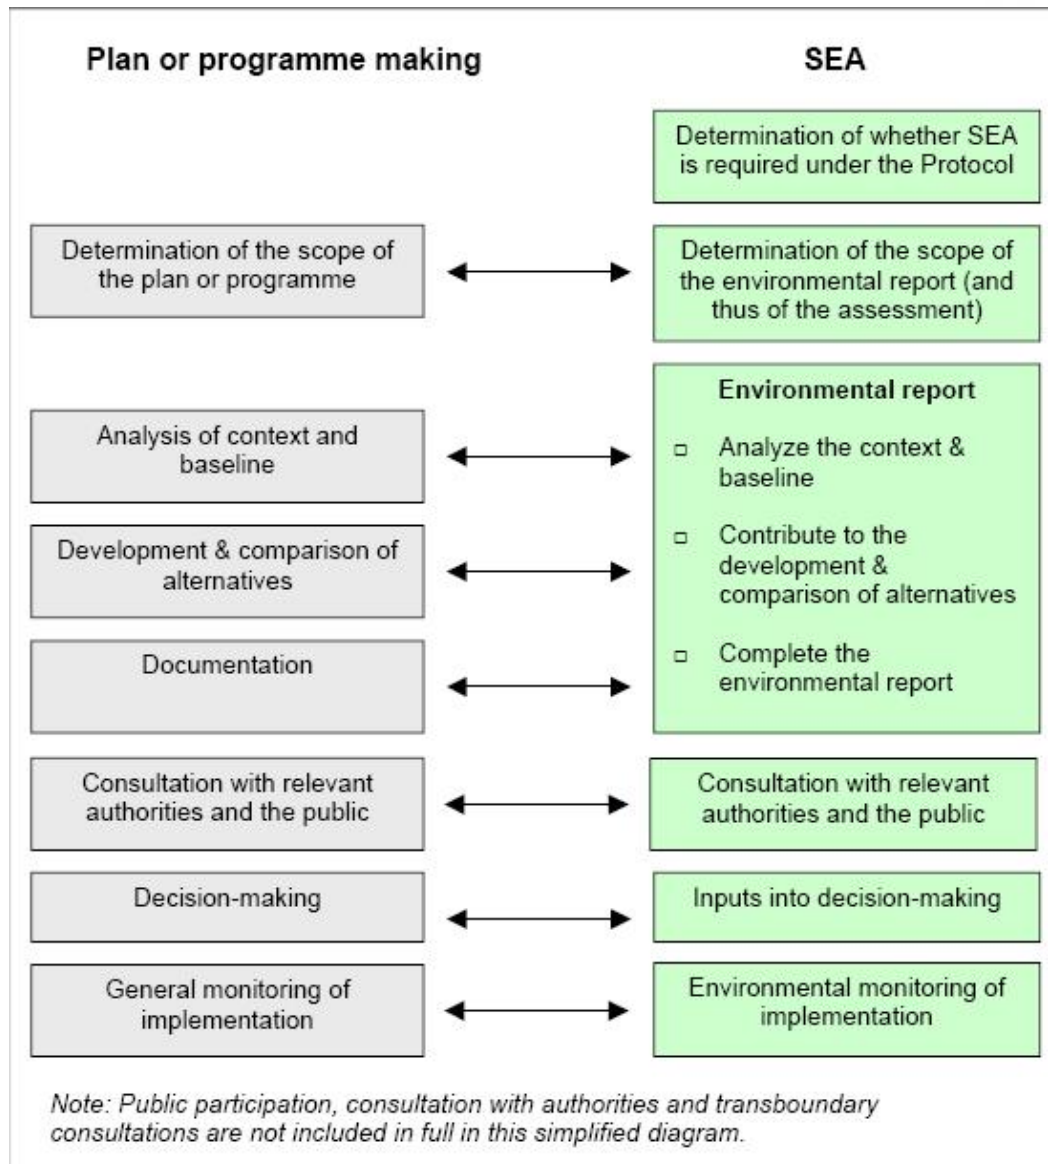 Plan or programme making
SEA
Determination of whether SEA
is required under the Protocol
Determination of the scope of
the plan or programme
Determination of the scope of
the environmental report (and
thus of the assessment)
Environmental report
Analysis of context and
baseline
□ Analyze the context &
baseline
Development & comparison of
alternatives
□ Contribute to the
development &
comparison of alternatives
Documentation
□ Complete the
environmental report
Consultation with relevant
authorities and the public
Consultation with relevant
authorities and the public
Decision-making
Inputs into decision-making
General monitoring of
implementation
Environmental monitoring of
implementation
Note: Public participation, consultation with authorities and transboundary
consultations are not included in full in this simplified diagram.